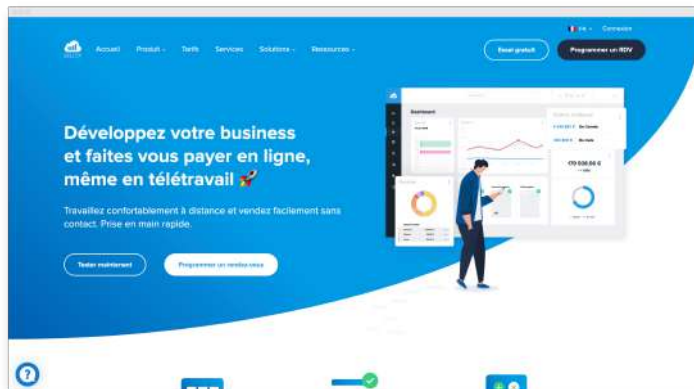 Connexion
Accueil
Produit
Tarifs
Services
Solutions
Ressources
Essai gratuit
Programmer un RDV
Développez votre business
et faites vous payer en ligne,
même en télétravail 🚀
Travaillez confortablement à distance et vendez facilement sans
contact. Prise en main rapide.
Tester maintenant
Programmer un rendez-vous
Dashboard
?